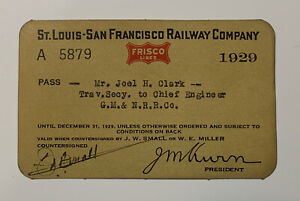 ST. LOUIS-SAN FRANCISCO RAILWAY COMPANY
A 5879
FRISCO
LINES
1929
PASS — Mr. Joel H. Clark --
Trav.Secy. to Chief Engineer
G.M.& N.R.R.Co.
UNTIL DECEMBER 31, 1929, UNLESS OTHERWISE ORDERED AND SUBJECT TO
CONDITIONS ON BACK
VALID WHEN COUNTERSIGNED BY J. W. SMALL OR W. E. MILLER
COUNTERSIGNED
J W Small
J M Kurn
PRESIDENT